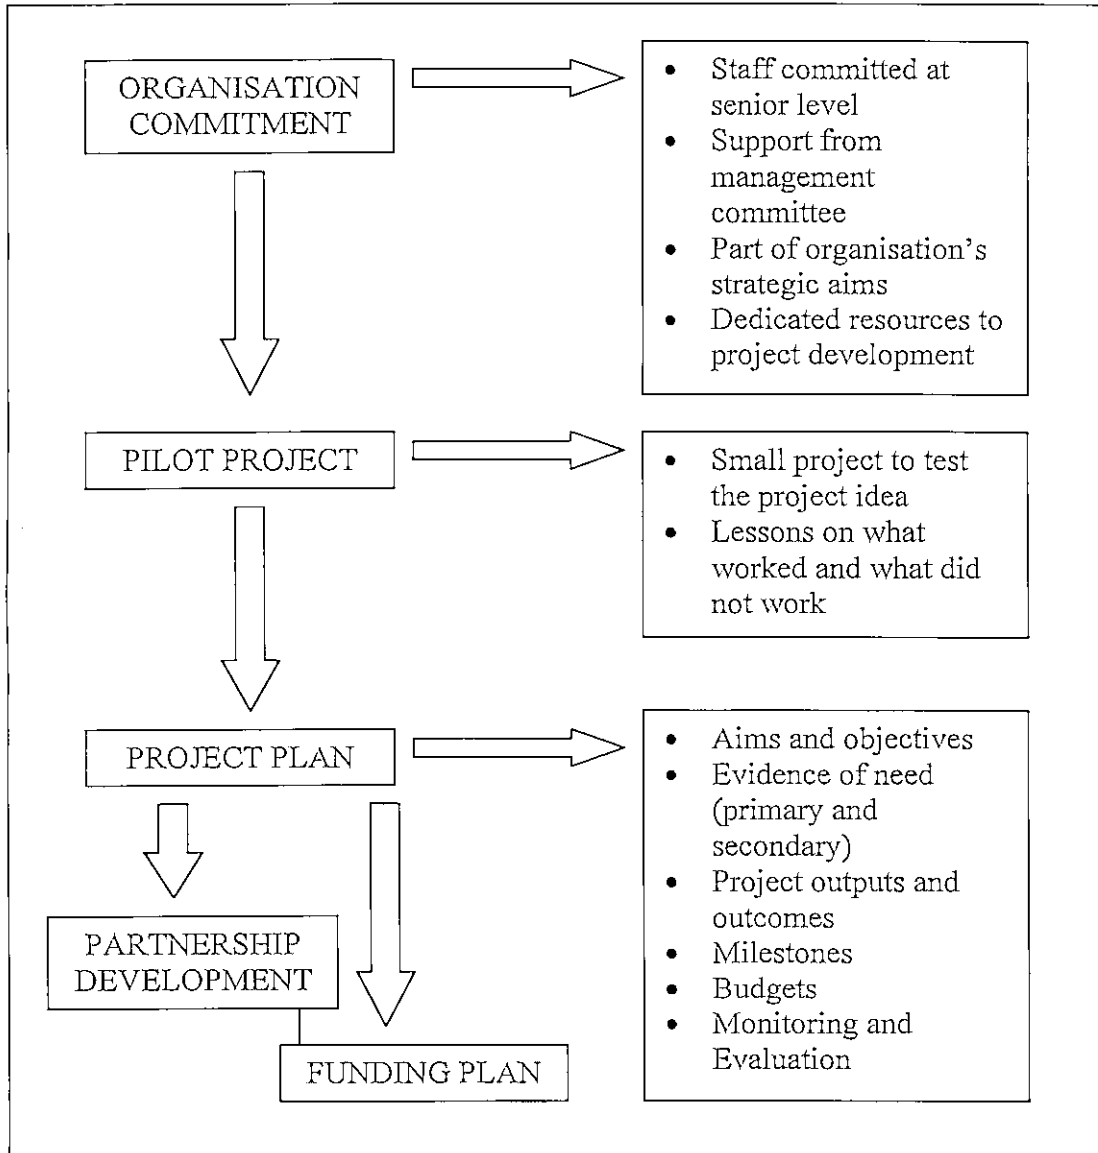 ORGANISATION
COMMITMENT
• Staff committed at
senior level
• Support from
management
committee
• Part of organisation's
strategic aims
• Dedicated resources to
project development
PILOT PROJECT
• Small project to test
the project idea
• Lessons on what
worked and what did
not work
PROJECT PLAN
• Aims and objectives
• Evidence of need
(primary and
secondary)
• Project outputs and
outcomes
• Milestones
• Budgets
• Monitoring and
Evaluation
PARTNERSHIP
DEVELOPMENT
FUNDING PLAN